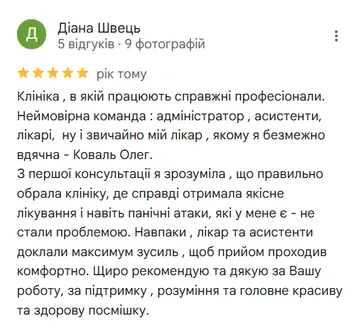 Д
Діана Швець
5 відгуків · 9 фотографій
рік тому
Клініка , в якій працюють справжні професіонали.
Неймовірна команда : адміністратор , асистенти,
лікарі,  ну і звичайно мій лікар , якому я безмежно
вдячна - Коваль Олег.
З першої консультації я зрозуміла , що правильно
обрала клініку, де справді отримала якісне
лікування і навіть панічні атаки, які у мене є - не
стали проблемою. Навпаки , лікар та асистенти
доклали максимум зусиль , щоб прийом проходив
комфортно. Щиро рекомендую та дякую за Вашу
роботу, за підтримку , розуміння та головне красиву
та здорову посмішку.